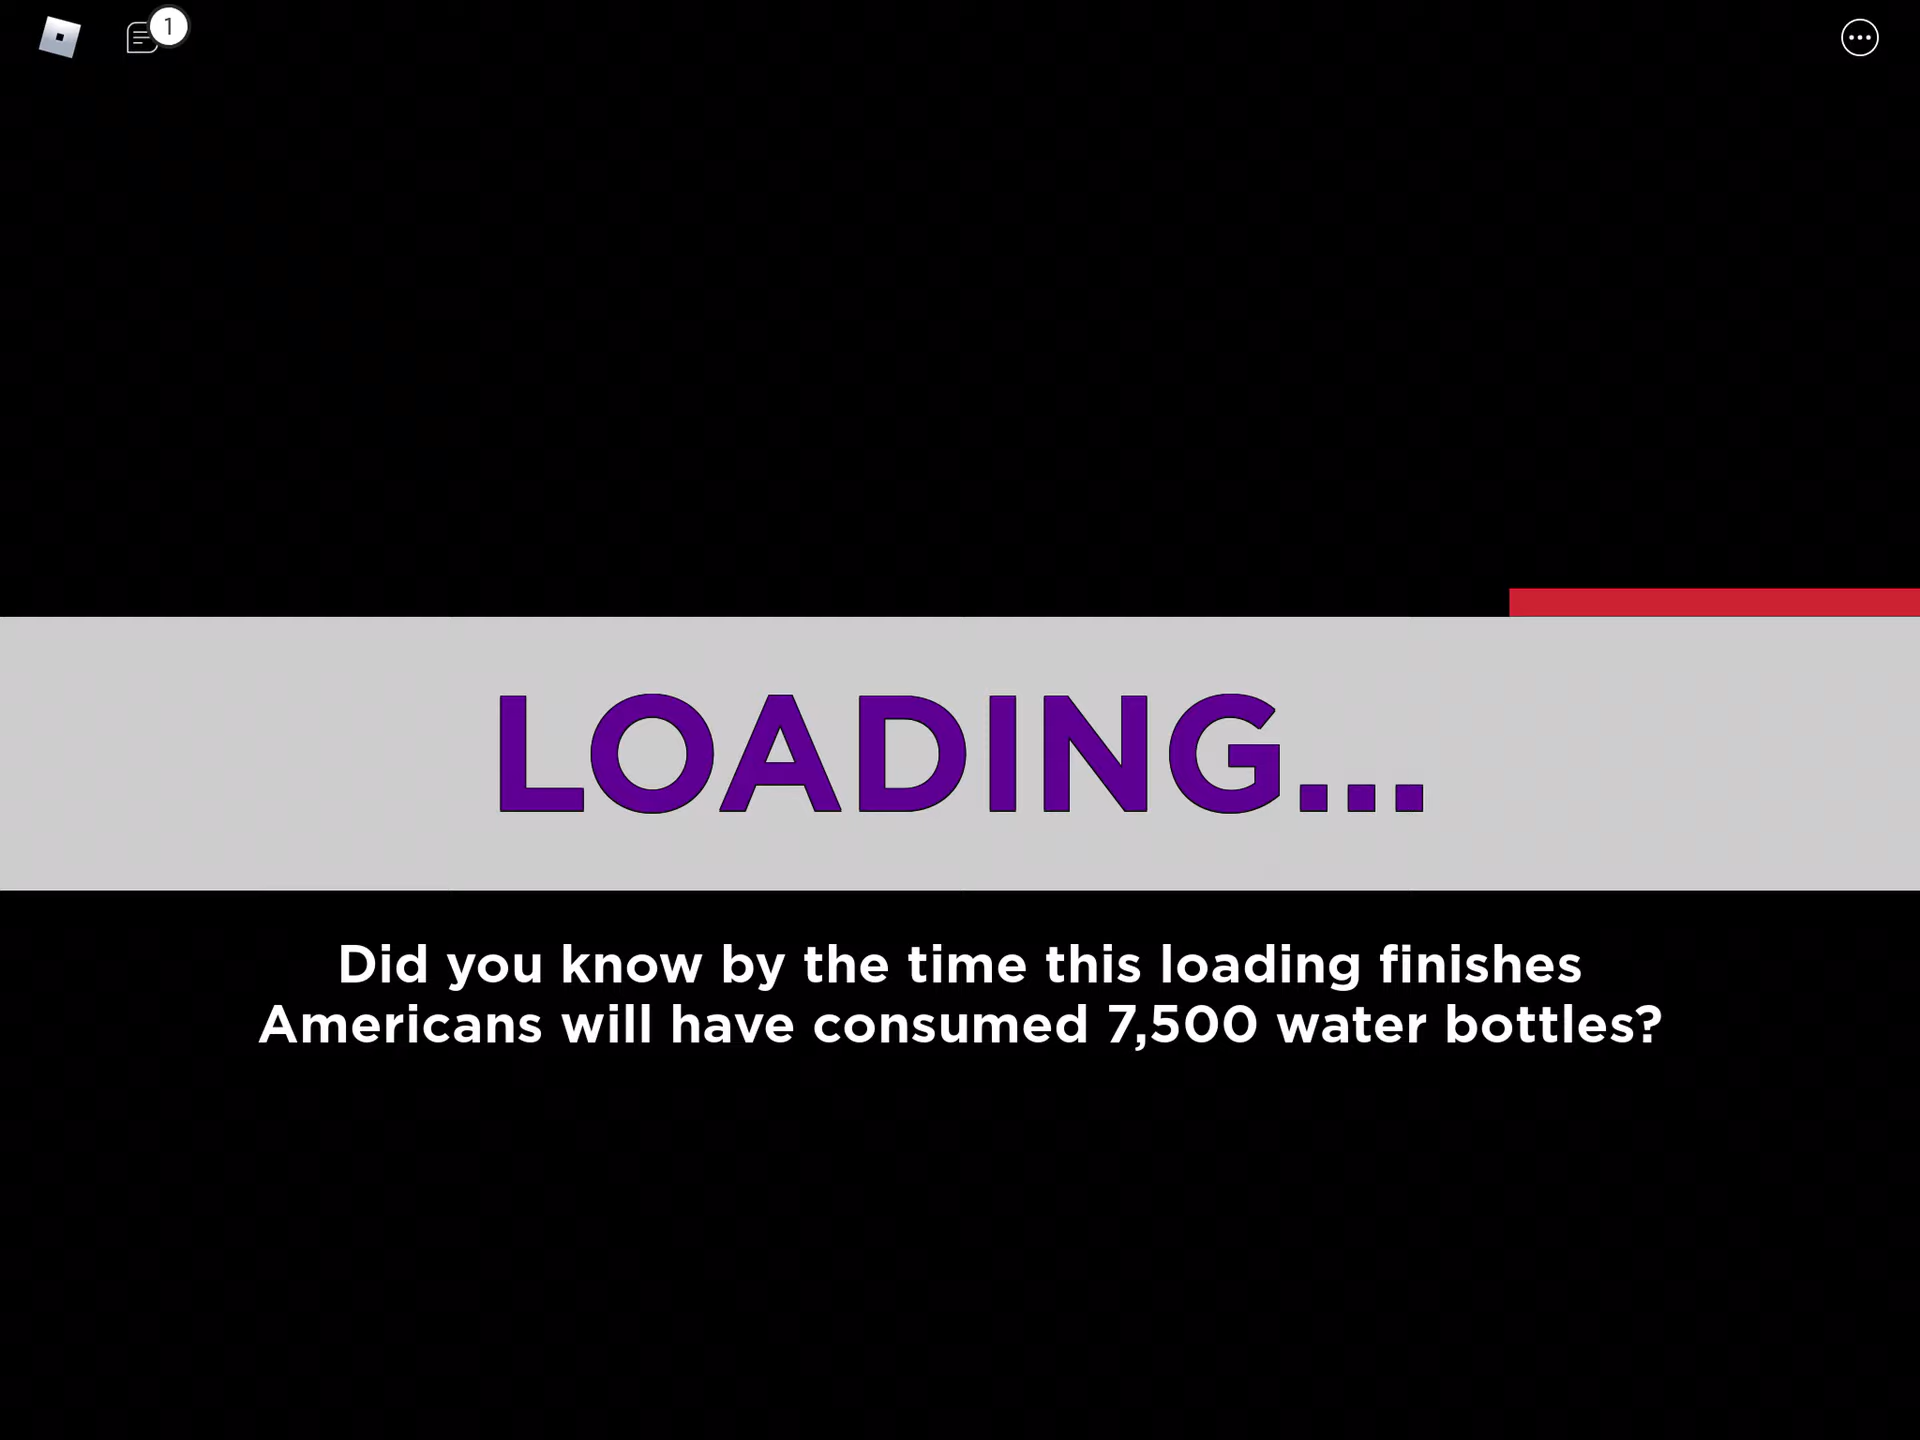 1
LOADING...
Did you know by the time this loading finishes
Americans will have consumed 7,500 water bottles?